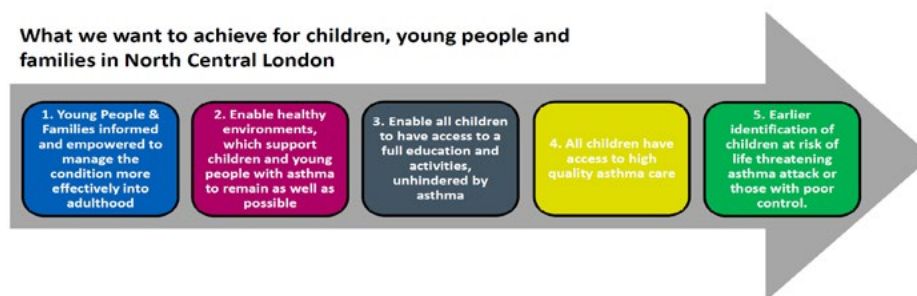 What we want to achieve for children, young people and
families in North Central London
1. Young People &
Families informed
and empowered to
manage the
condition more
effectively into
adulthood
2. Enable healthy
environments,
which support
children and young
people with asthma
to remain as well as
possible
3. Enable all children
to have access to a
full education and
activities,
unhindered by
asthma
4. All children have
access to high
quality asthma care
5. Earlier
identification of
children at risk of
life threatening
asthma attack or
those with poor
control.